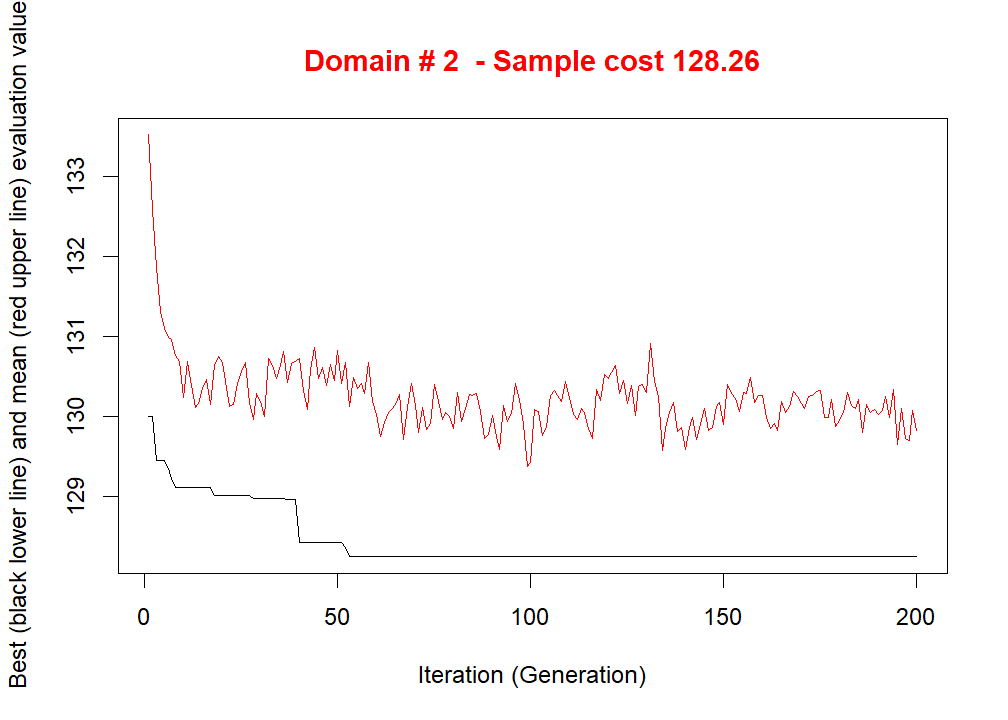 Domain # 2  - Sample cost 128.26
Best (black lower line) and mean (red upper line) evaluation value
133
132
131
130
129
0 50 100 150 200
Iteration (Generation)